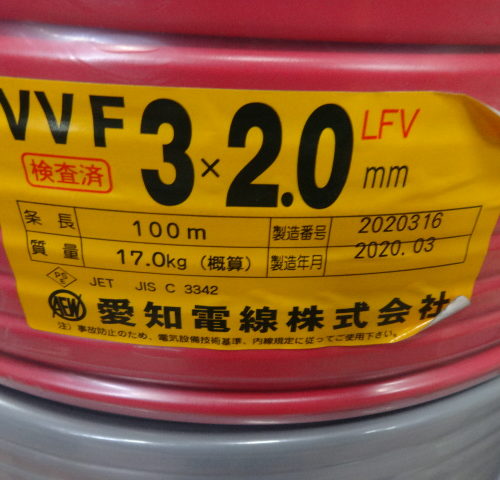 VVF 3×2.0 mm LFV
検査済
条長 100m 製造番号 2020316
質量 17.0kg (概算) 製造年月 2020.03
PSE JET JIS C 3342
AEW 愛知電線株式会社
注) 事故防止のため、電気設備技術基準、内線規定に従ってご使用下さい。